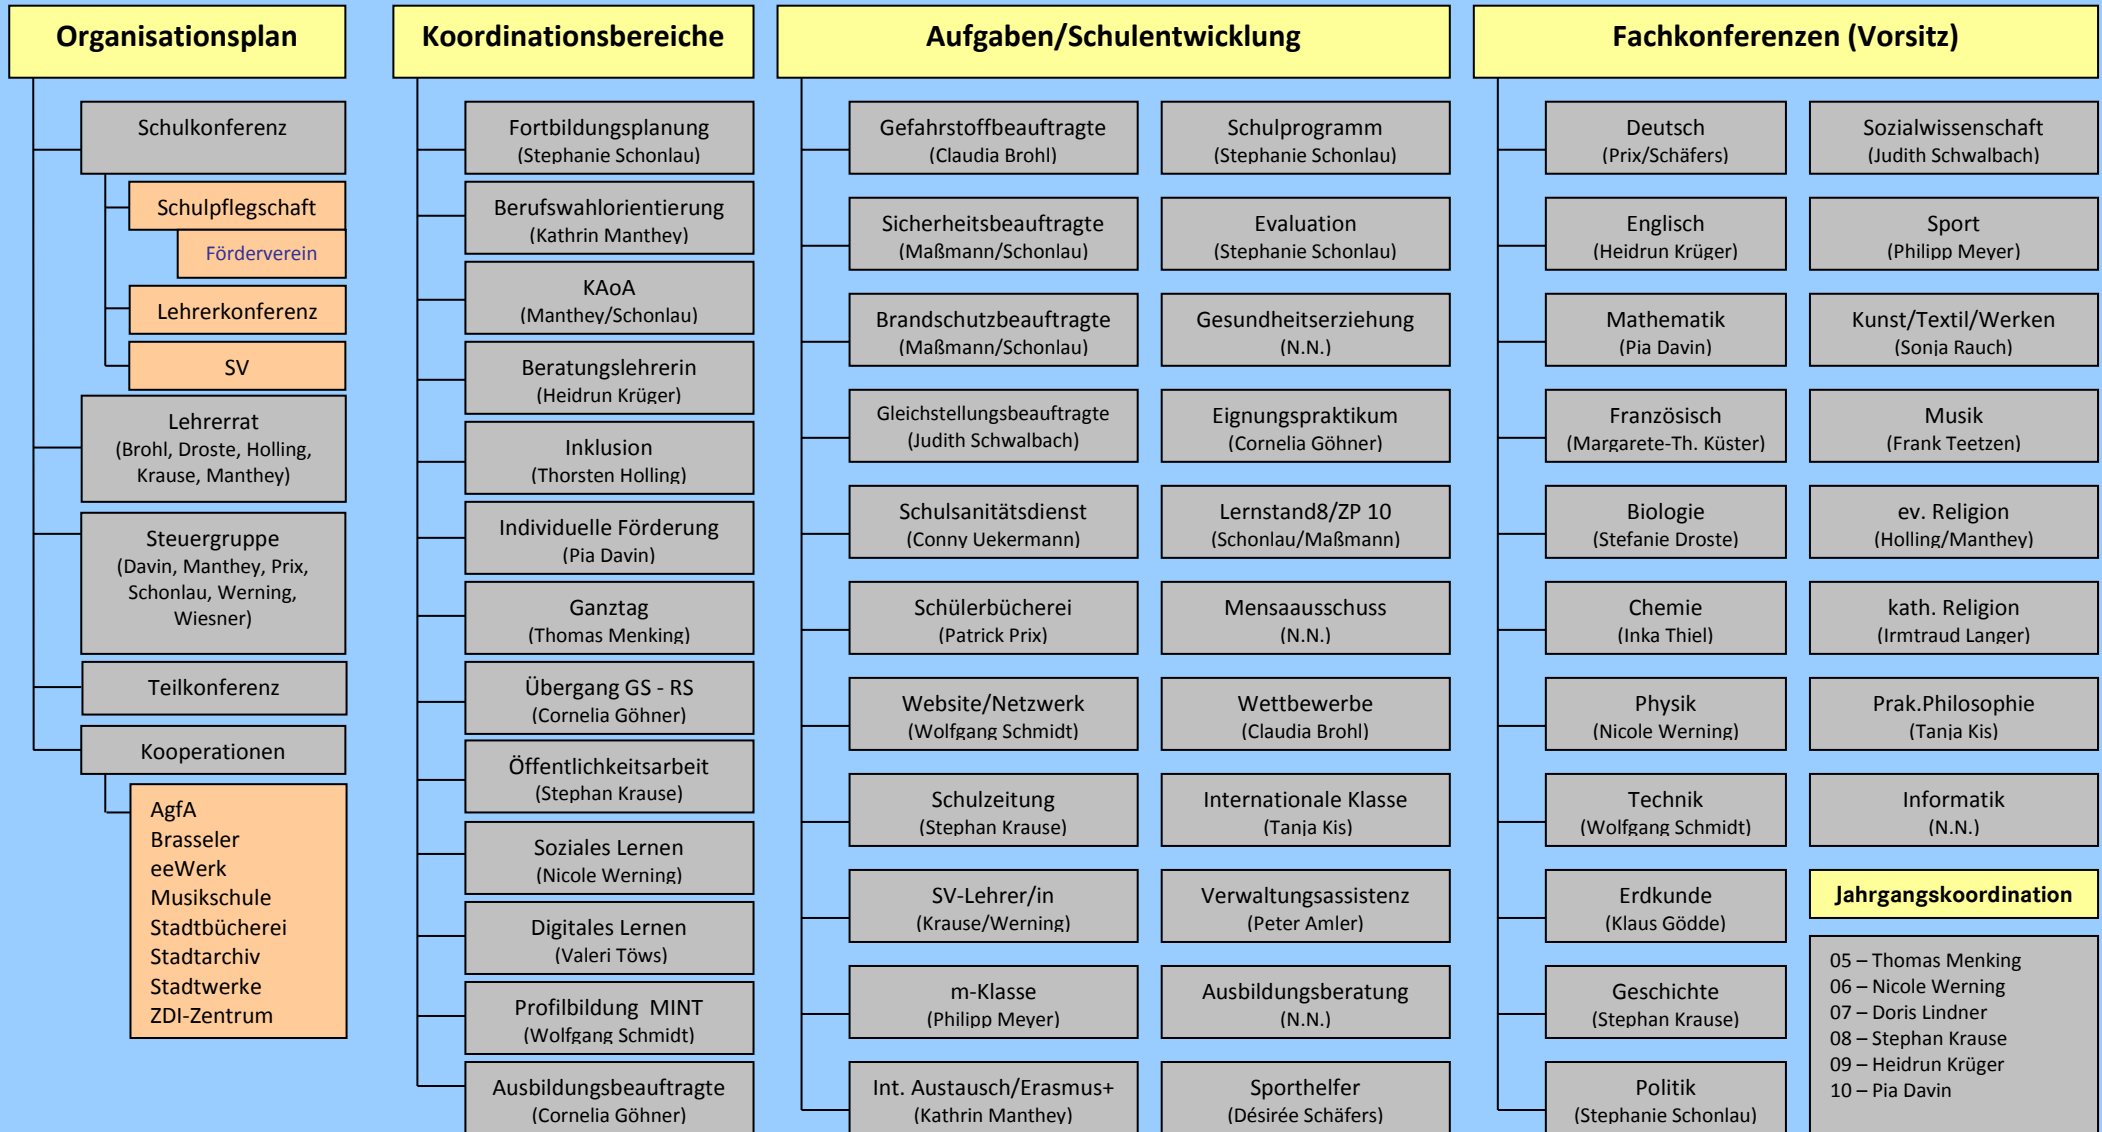 Organisationsplan
Schulkonferenz
Schulpflegschaft
Förderverein
Lehrerkonferenz
SV
Lehrerrat
(Brohl, Droste, Holling,
Krause, Manthey)
Steuergruppe
(Davin, Manthey, Prix,
Schonlau, Werning,
Wiesner)
Teilkonferenz
Kooperationen
AgfA
Brasseler
eeWerk
Musikschule
Stadtbücherei
Stadtarchiv
Stadtwerke
ZDI-Zentrum
Koordinationsbereiche
Fortbildungsplanung
(Stephanie Schonlau)
Berufswahlorientierung
(Kathrin Manthey)
KAoA
(Manthey/Schonlau)
Beratungslehrerin
(Heidrun Krüger)
Inklusion
(Thorsten Holling)
Individuelle Förderung
(Pia Davin)
Ganztag
(Thomas Menking)
Übergang GS - RS
(Cornelia Göhner)
Öffentlichkeitsarbeit
(Stephan Krause)
Soziales Lernen
(Nicole Werning)
Digitales Lernen
(Valeri Töws)
Profilbildung MINT
(Wolfgang Schmidt)
Ausbildungsbeauftragte
(Cornelia Göhner)
Aufgaben/Schulentwicklung
Gefahrstoffbeauftragte
(Claudia Brohl)
Sicherheitsbeauftragte
(Maßmann/Schonlau)
Brandschutzbeauftragte
(Maßmann/Schonlau)
Gleichstellungsbeauftragte
(Judith Schwalbach)
Schulsanitätsdienst
(Conny Uekermann)
Schülerbücherei
(Patrick Prix)
Website/Netzwerk
(Wolfgang Schmidt)
Schulzeitung
(Stephan Krause)
SV-Lehrer/in
(Krause/Werning)
m-Klasse
(Philipp Meyer)
Int. Austausch/Erasmus+
(Kathrin Manthey)
Schulprogramm
(Stephanie Schonlau)
Evaluation
(Stephanie Schonlau)
Gesundheitserziehung
(N.N.)
Eignungspraktikum
(Cornelia Göhner)
Lernstand8/ZP 10
(Schonlau/Maßmann)
Mensaausschuss
(N.N.)
Wettbewerbe
(Claudia Brohl)
Internationale Klasse
(Tanja Kis)
Verwaltungsassistenz
(Peter Amler)
Ausbildungsberatung
(N.N.)
Sporthelfer
(Désirée Schäfers)
Fachkonferenzen (Vorsitz)
Deutsch
(Prix/Schäfers)
Englisch
(Heidrun Krüger)
Mathematik
(Pia Davin)
Französisch
(Margarete-Th. Küster)
Biologie
(Stefanie Droste)
Chemie
(Inka Thiel)
Physik
(Nicole Werning)
Technik
(Wolfgang Schmidt)
Erdkunde
(Klaus Gödde)
Geschichte
(Stephan Krause)
Politik
(Stephanie Schonlau)
Sozialwissenschaft
(Judith Schwalbach)
Sport
(Philipp Meyer)
Kunst/Textil/Werken
(Sonja Rauch)
Musik
(Frank Teetzen)
ev. Religion
(Holling/Manthey)
kath. Religion
(Irmtraud Langer)
Prak.Philosophie
(Tanja Kis)
Informatik
(N.N.)
Jahrgangskoordination
05 – Thomas Menking
06 – Nicole Werning
07 – Doris Lindner
08 – Stephan Krause
09 – Heidrun Krüger
10 – Pia Davin